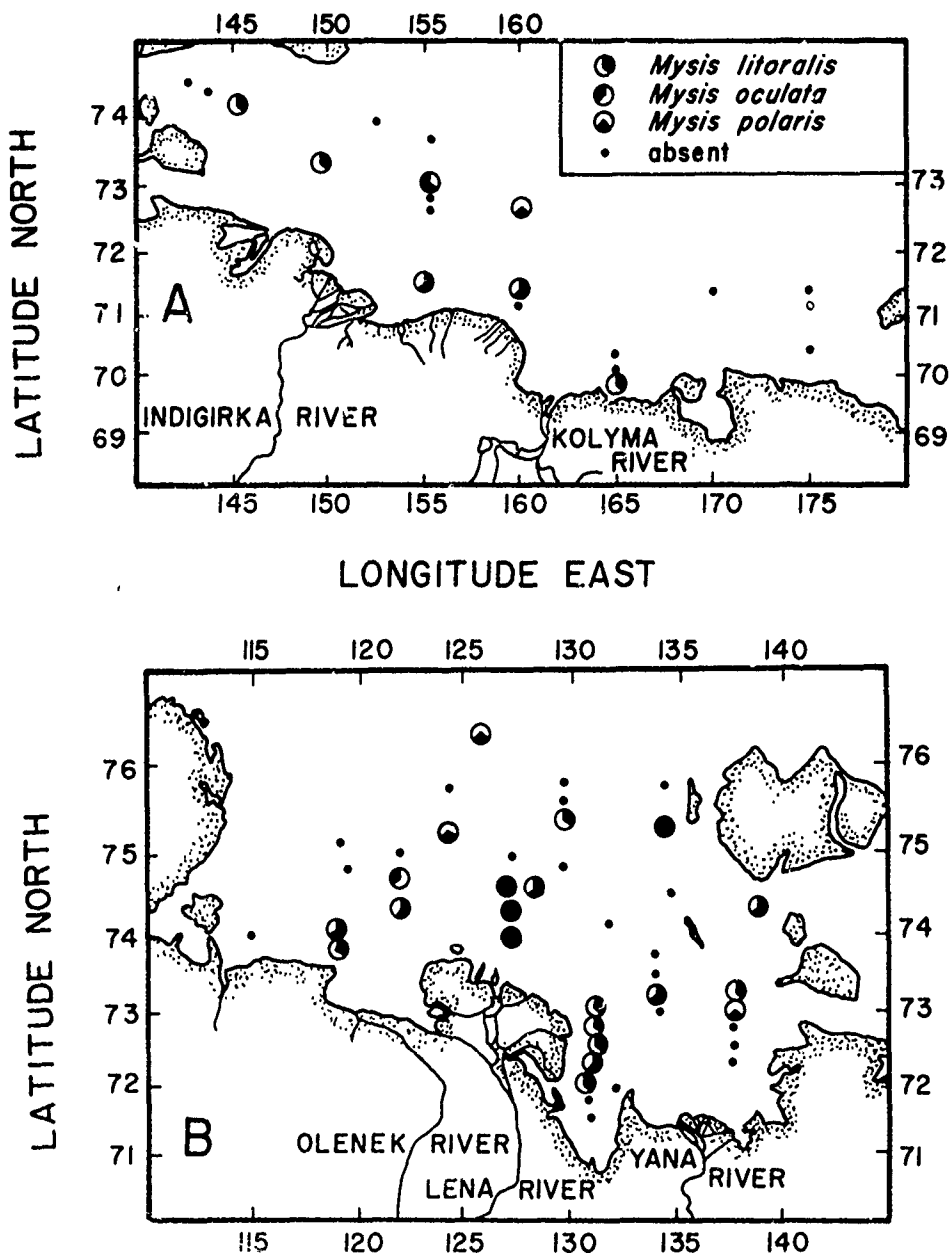 145 150 155 160
Mysis litoralis
Mysis oculata
Mysis polaris
absent
LATITUDE NORTH
74
73
72
71
70
69
73
72
71
70
69
A
INDIGIRKA RIVER
KOLYMA
RIVER
145 150 155 160 165 170 175
LONGITUDE EAST
115 120 125 130 135 140
LATITUDE NORTH
76
75
74
73
72
71
76
75
74
73
72
71
B
OLENEK RIVER
LENA RIVER
YANA
RIVER
115 120 125 130 135 140